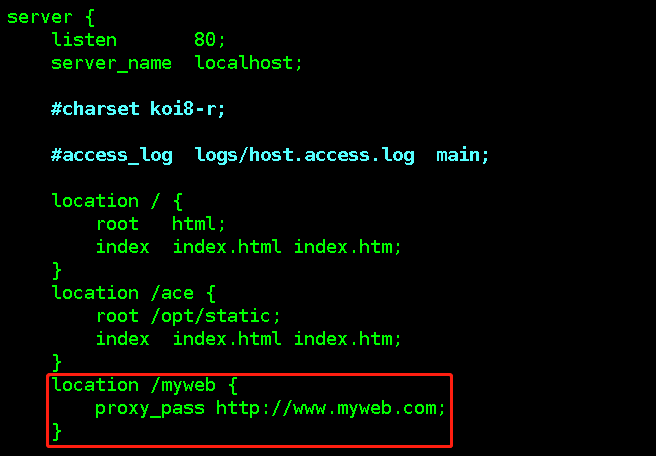 server {
    listen       80;
    server_name  localhost;

    #charset koi8-r;

    #access_log  logs/host.access.log  main;

    location / {
        root   html;
        index  index.html index.htm;
    }
    location /ace {
        root /opt/static;
        index  index.html index.htm;
    }
    location /myweb {
        proxy_pass http://www.myweb.com;
    }